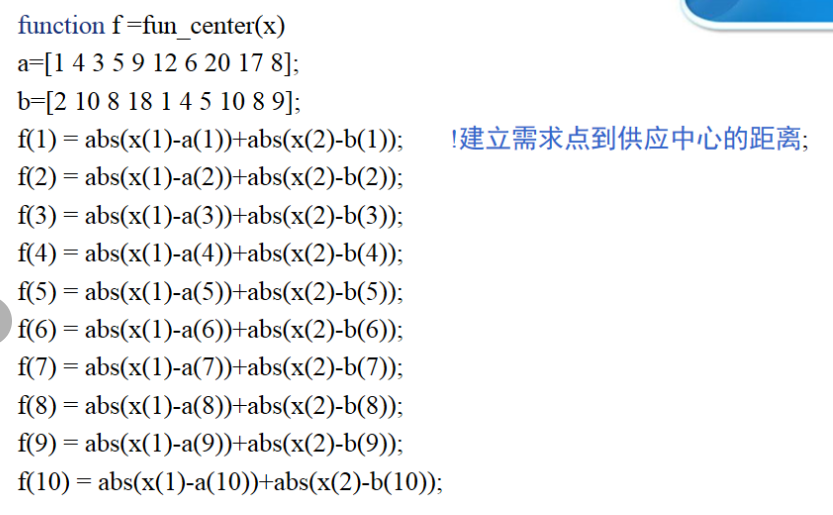 function f =fun_center(x)
a=[1 4 3 5 9 12 6 20 17 8];
b=[2 10 8 18 1 4 5 10 8 9];
f(1) = abs(x(1)-a(1))+abs(x(2)-b(1)); !建立需求点到供应中心的距离;
f(2) = abs(x(1)-a(2))+abs(x(2)-b(2));
f(3) = abs(x(1)-a(3))+abs(x(2)-b(3));
f(4) = abs(x(1)-a(4))+abs(x(2)-b(4));
f(5) = abs(x(1)-a(5))+abs(x(2)-b(5));
f(6) = abs(x(1)-a(6))+abs(x(2)-b(6));
f(7) = abs(x(1)-a(7))+abs(x(2)-b(7));
f(8) = abs(x(1)-a(8))+abs(x(2)-b(8));
f(9) = abs(x(1)-a(9))+abs(x(2)-b(9));
f(10) = abs(x(1)-a(10))+abs(x(2)-b(10));